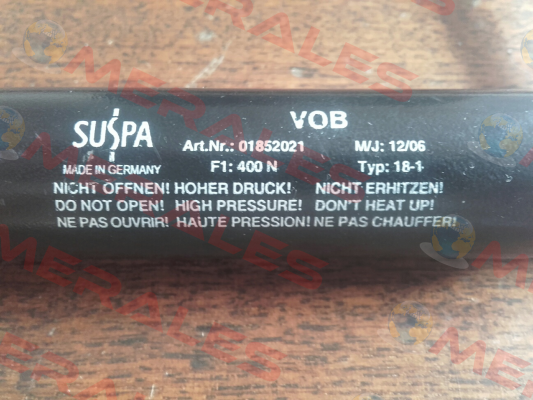 SUSPA
MADE IN GERMANY
VOB
Art.Nr.: 01852021 M/J: 12/06
F1: 400 N Typ: 18-1
NICHT ÖFFNEN! HOHER DRUCK! NICHT ERHITZEN!
DO NOT OPEN! HIGH PRESSURE! DON'T HEAT UP!
NE PAS OUVRIR! HAUTE PRESSION! NE PAS CHAUFFER!
MERALES